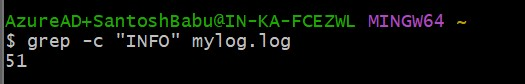 AzureAD+SantoshBabu@IN-KA-FCEZWL MINGW64 ~
$ grep -c "INFO" mylog.log
51